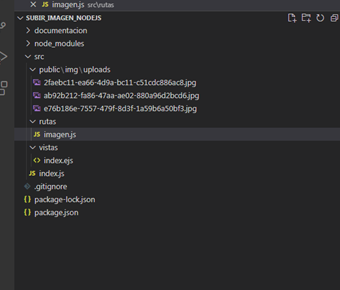 JS imagen.js src\rutas
SUBIR_IMAGEN_NODEJS
documentacion
node_modules
src
public\img\uploads
2faebc11-ea66-4d9a-bc11-c51cdc886ac8.jpg
ab92b212-fa86-47aa-ae02-880a96d2bcd6.jpg
e76b186e-7557-479f-8d3f-1a59b6a50bf3.jpg
rutas
JS imagen.js
vistas
index.ejs
JS index.js
.gitignore
{} package-lock.json
{} package.json